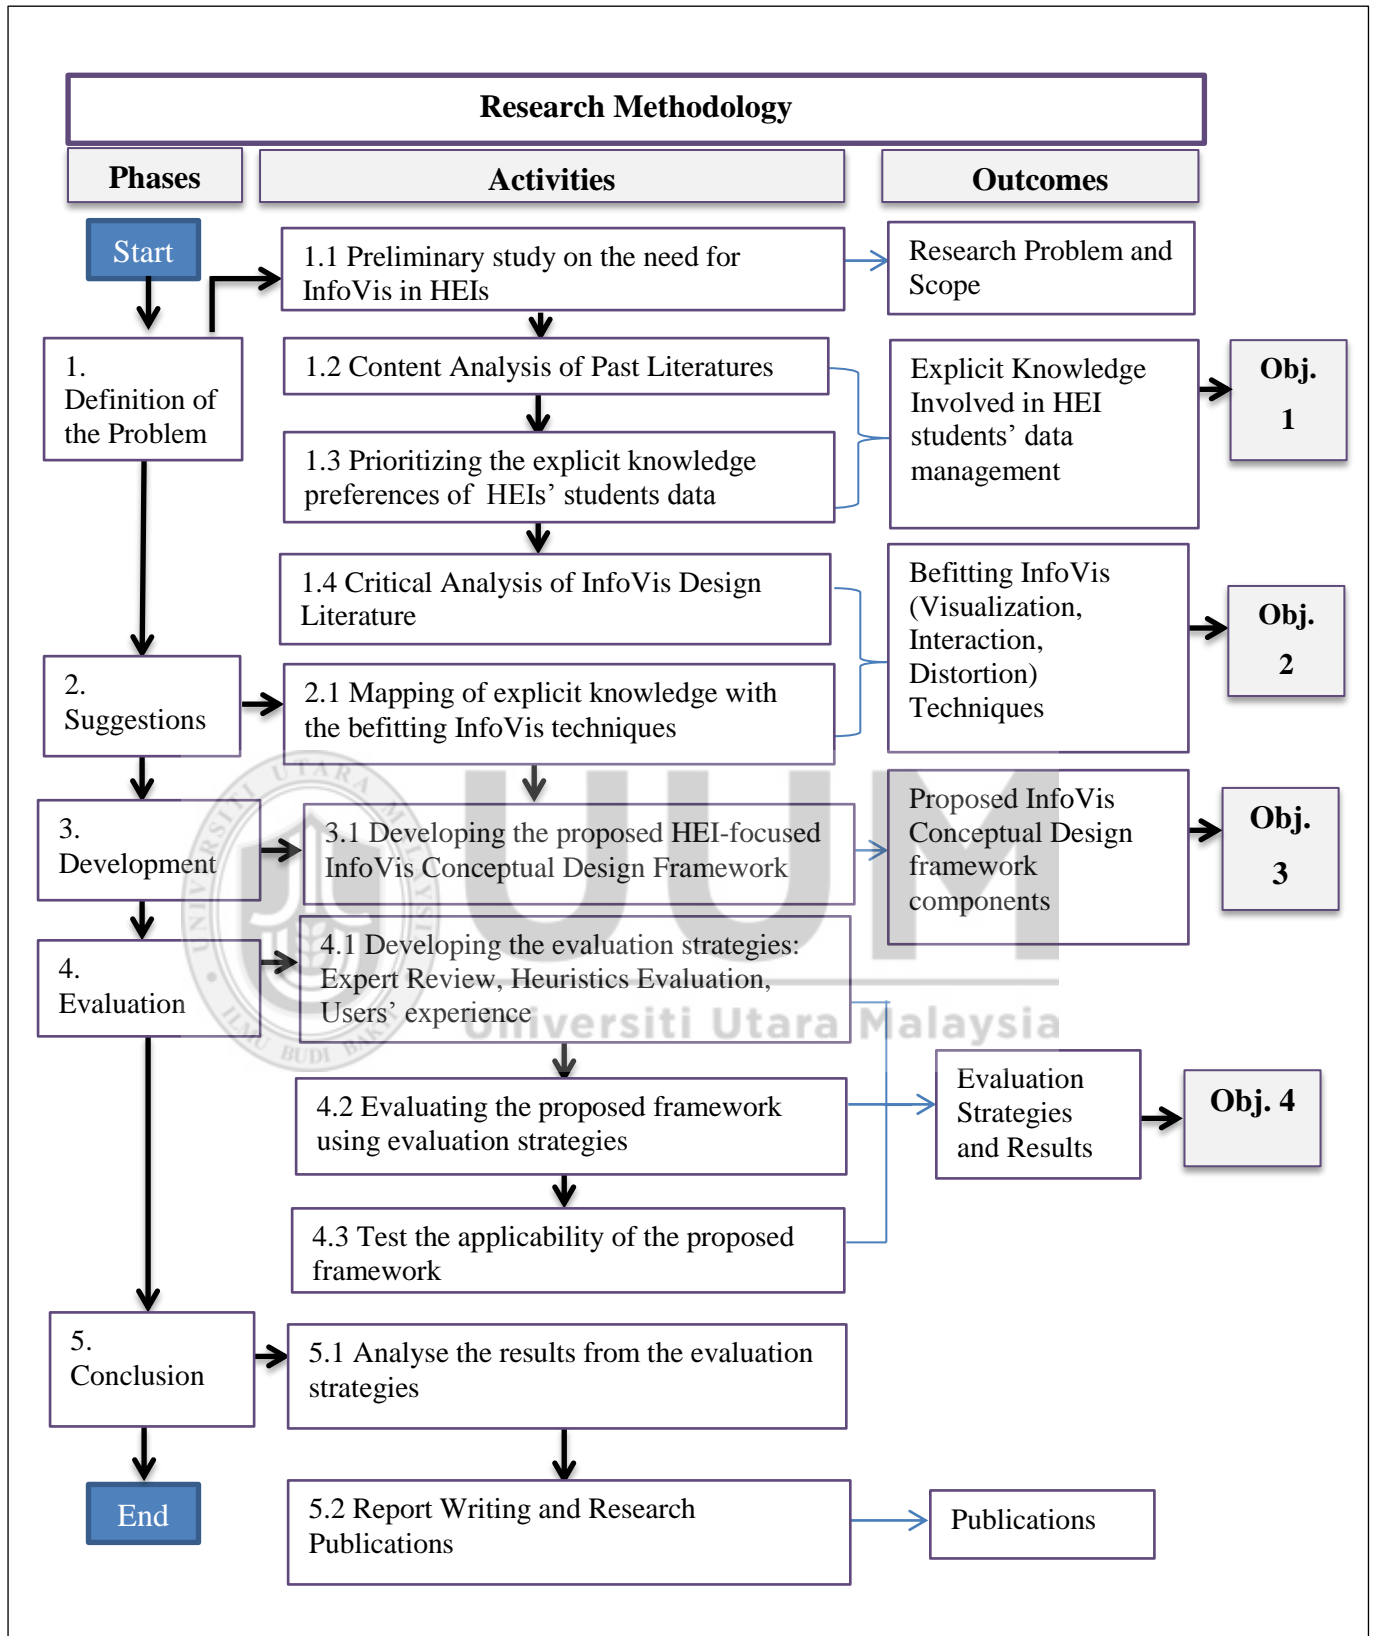 Research Methodology
Phases
Activities
Outcomes
Start
1.1 Preliminary study on the need for
InfoVis in HEIs
Research Problem and
Scope
1.
Definition of
the Problem
1.2 Content Analysis of Past Literatures
1.3 Prioritizing the explicit knowledge
preferences of HEIs’ students data
Explicit Knowledge
Involved in HEI
students’ data
management
Obj.
1
1.4 Critical Analysis of InfoVis Design
Literature
Befitting InfoVis
(Visualization,
Interaction,
Distortion)
Techniques
Obj.
2
2.
Suggestions
2.1 Mapping of explicit knowledge with
the befitting InfoVis techniques
3.
Development
3.1 Developing the proposed HEI-focused
InfoVis Conceptual Design Framework
Proposed InfoVis
Conceptual Design
framework
components
Obj.
3
4.
Evaluation
4.1 Developing the evaluation strategies:
Expert Review, Heuristics Evaluation,
Users’ experience
4.2 Evaluating the proposed framework
using evaluation strategies
Evaluation
Strategies
and Results
Obj. 4
4.3 Test the applicability of the proposed
framework
5.
Conclusion
5.1 Analyse the results from the evaluation
strategies
End
5.2 Report Writing and Research
Publications
Publications
UNIVERSITI UTARA MALAYSIA
ILMU BUDI BAKTI
UUM
Universiti Utara Malaysia